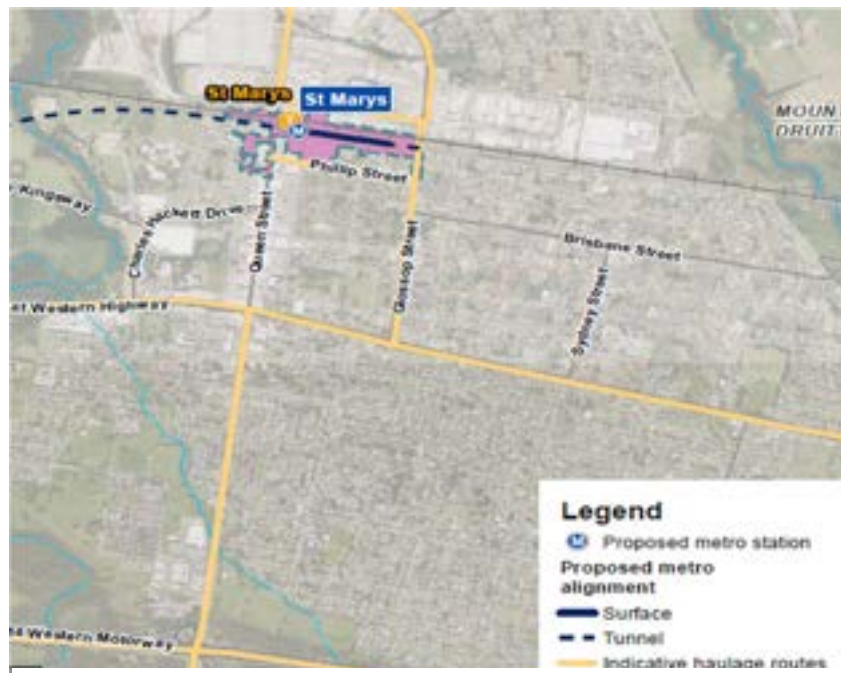 St Marys
St Marys
MOUN
DRUIT
Phillip Street
Kingsway
Charles Hackett Drive
Queen Street
Glossop Street
Brisbane Street
Sydney Street
Western Highway
Western Motorway
Legend
Proposed metro station
Proposed metro
alignment
Surface
Tunnel
Indicative haulage routes